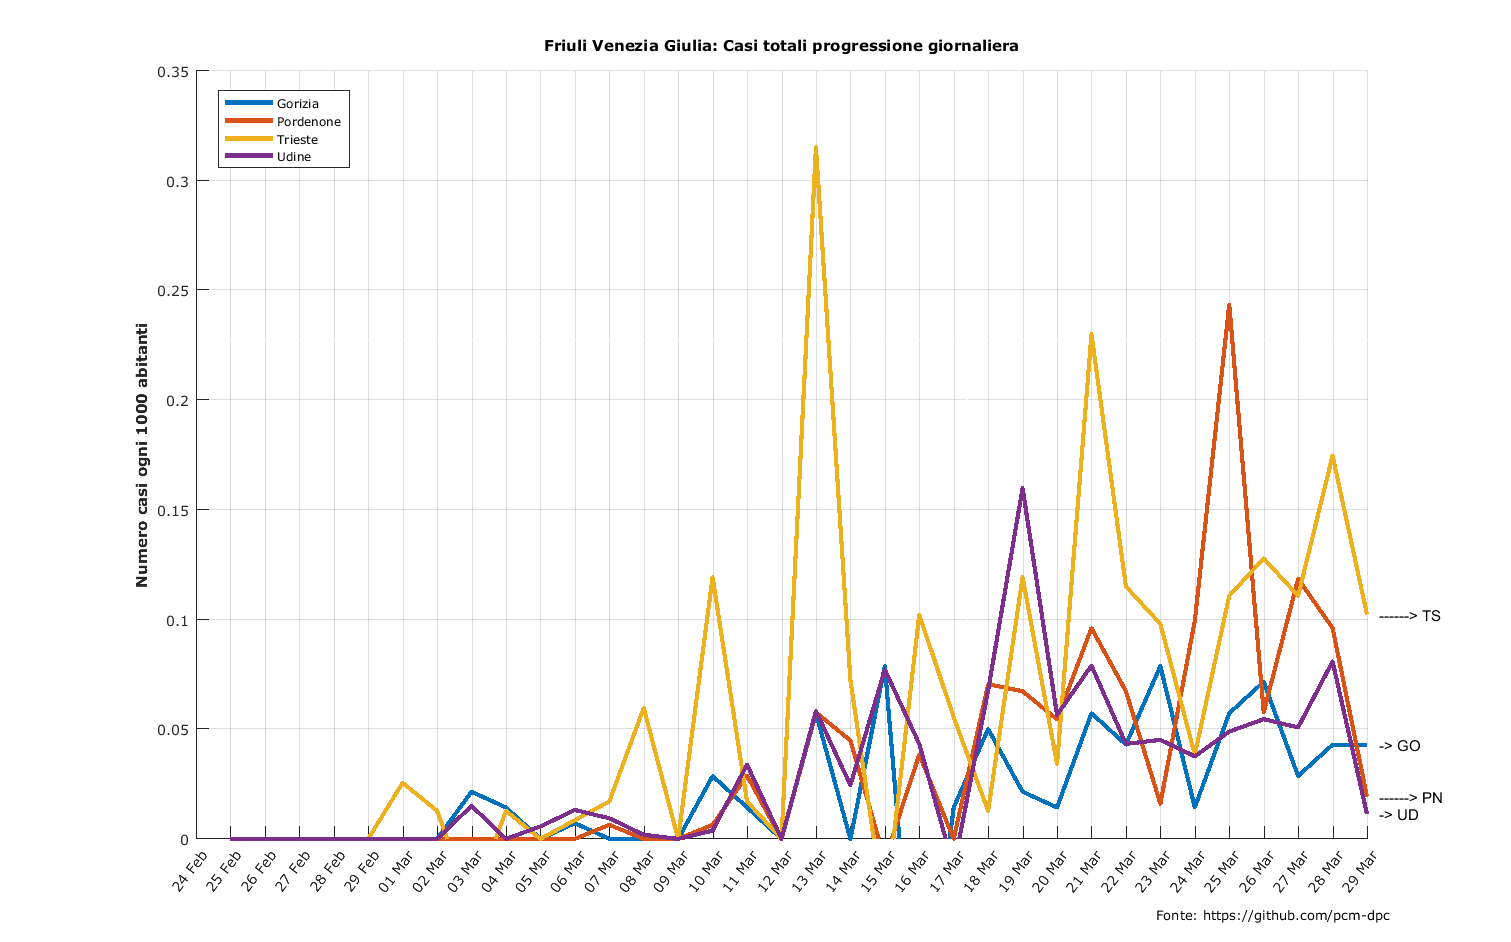 Friuli Venezia Giulia: Casi totali progressione giornaliera
0.35
0.3
0.25
0.2
0.15
0.1
0.05
0
Numero casi ogni 1000 abitanti
Gorizia
Pordenone
Trieste
Udine
------> TS
-> GO
------> PN
-> UD
24 Feb
25 Feb
26 Feb
27 Feb
28 Feb
29 Feb
01 Mar
02 Mar
03 Mar
04 Mar
05 Mar
06 Mar
07 Mar
08 Mar
09 Mar
10 Mar
11 Mar
12 Mar
13 Mar
14 Mar
15 Mar
16 Mar
17 Mar
18 Mar
19 Mar
20 Mar
21 Mar
22 Mar
23 Mar
24 Mar
25 Mar
26 Mar
27 Mar
28 Mar
29 Mar
Fonte: https://github.com/pcm-dpc